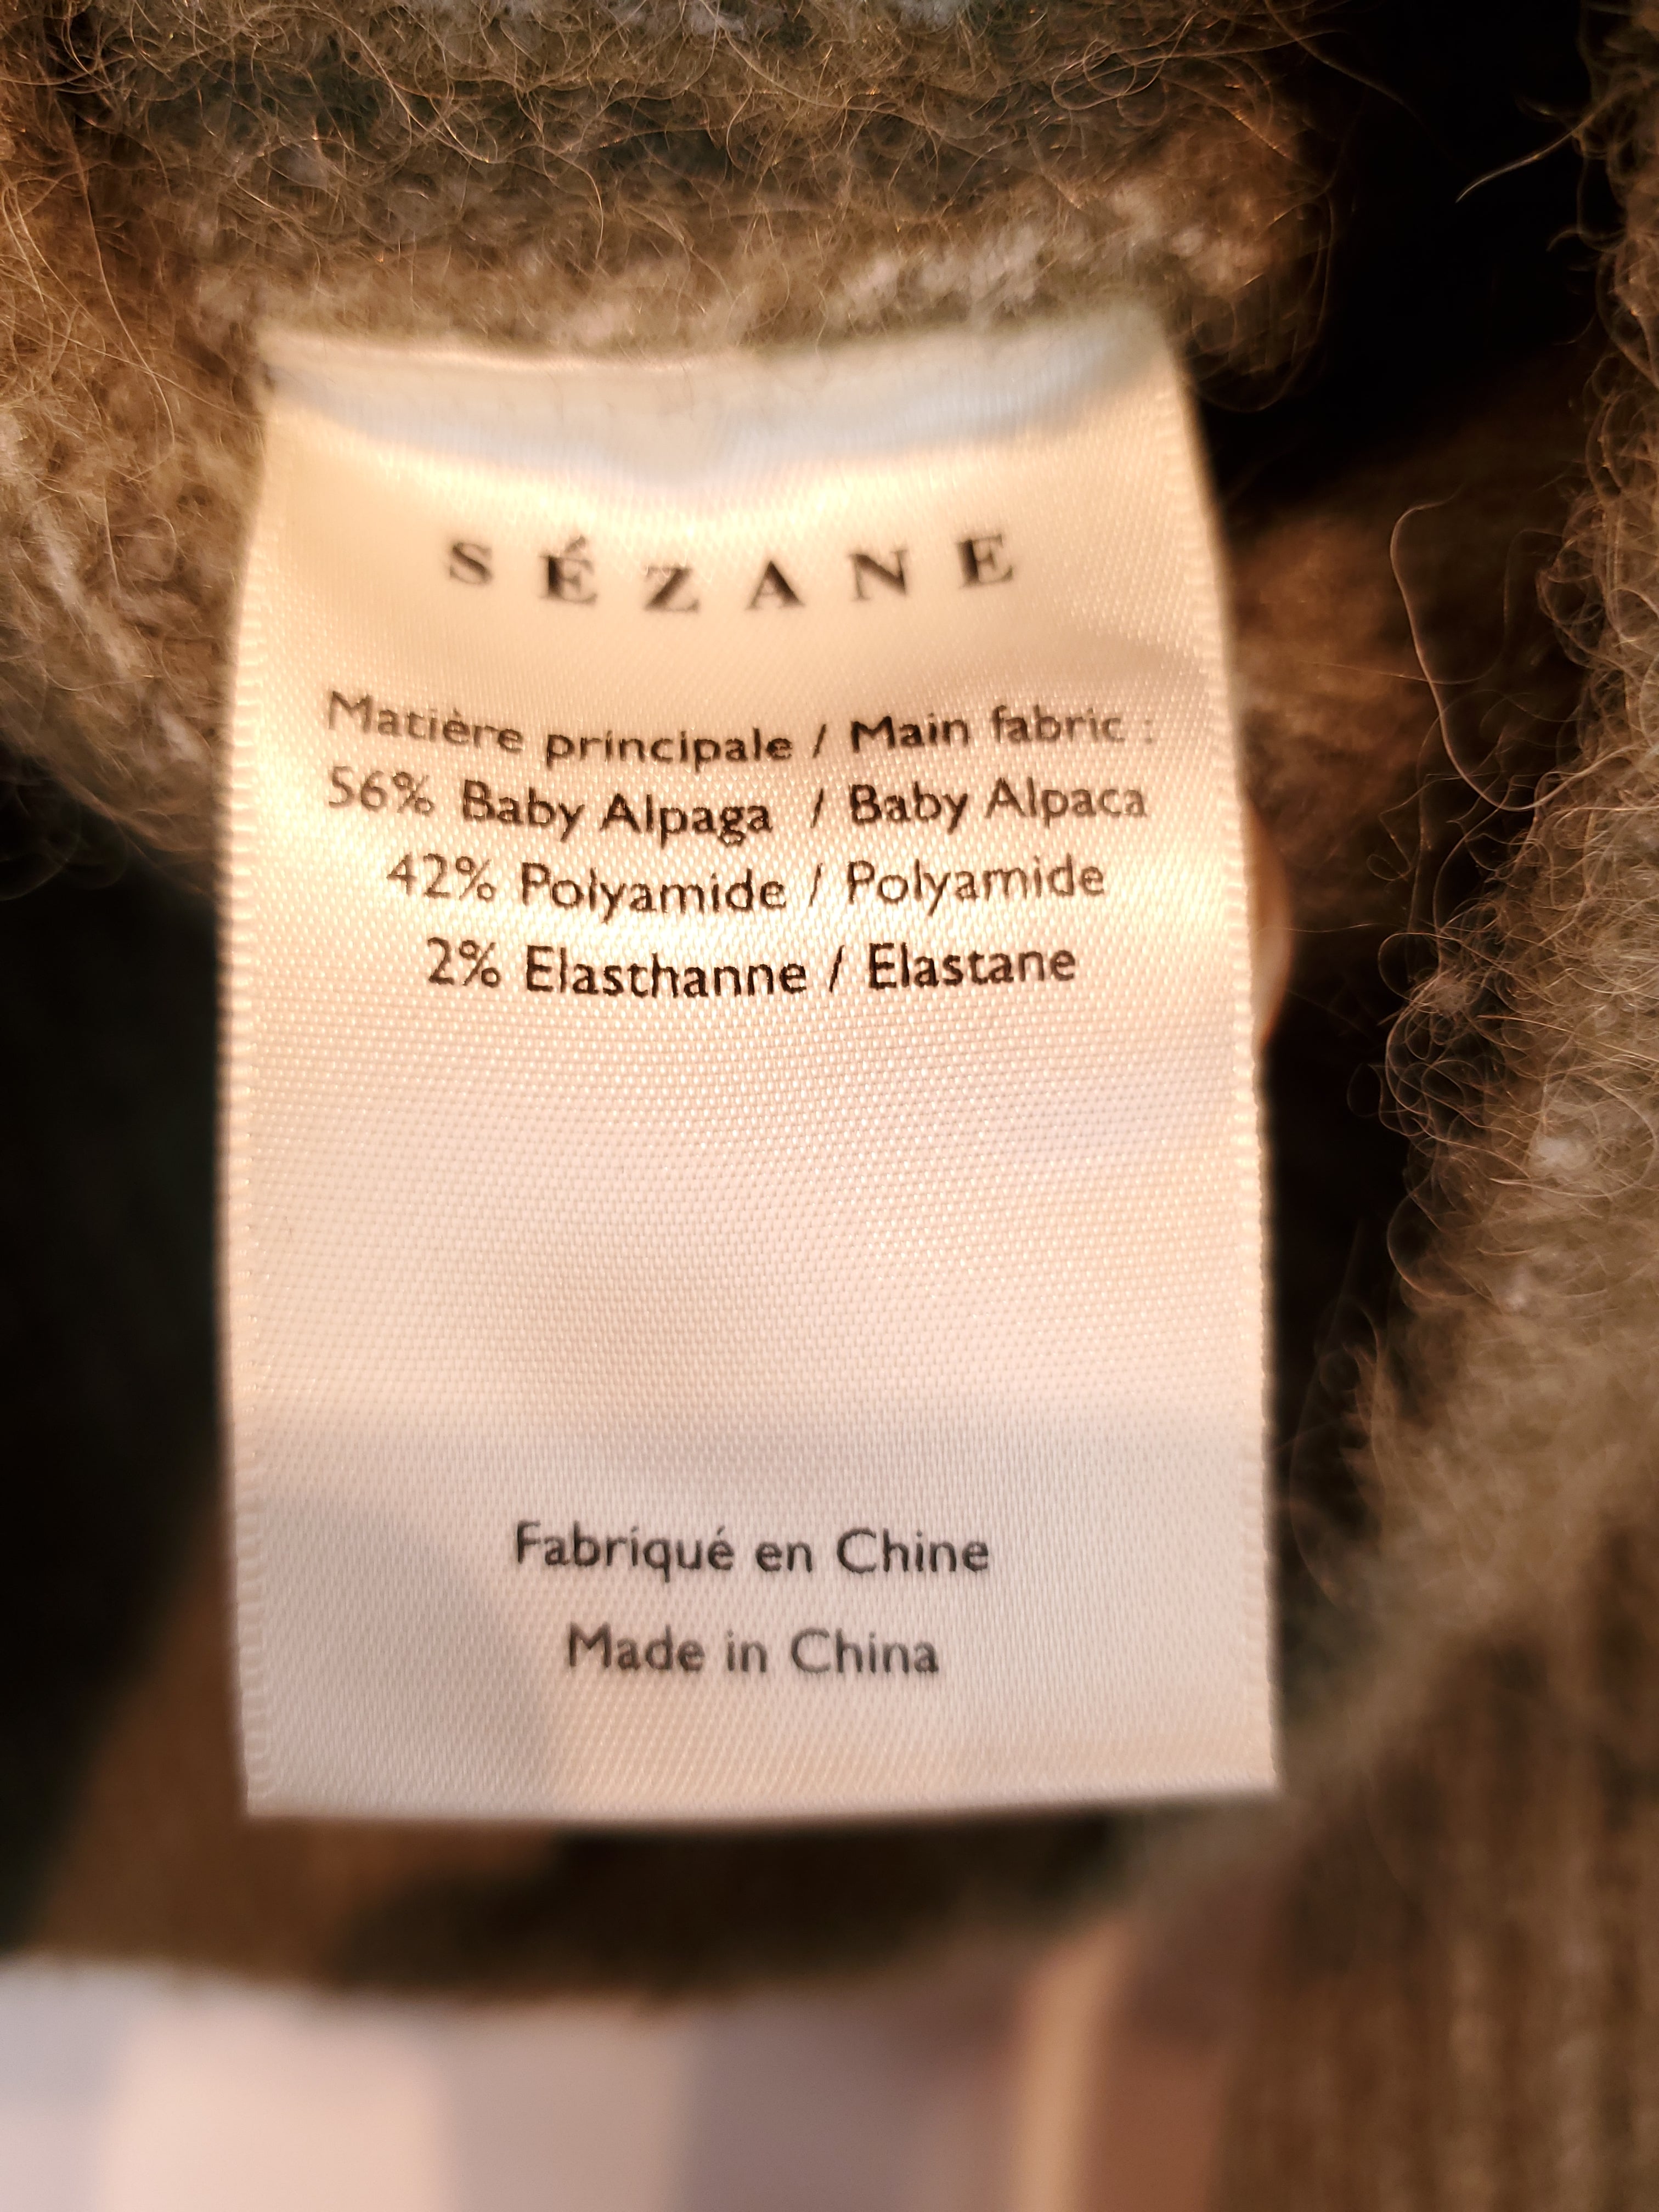 SÉZANE
Matière principale / Main fabric :
56% Baby Alpaga / Baby Alpaca
42% Polyamide / Polyamide
2% Elasthanne / Elastane
Fabriqué en Chine
Made in China